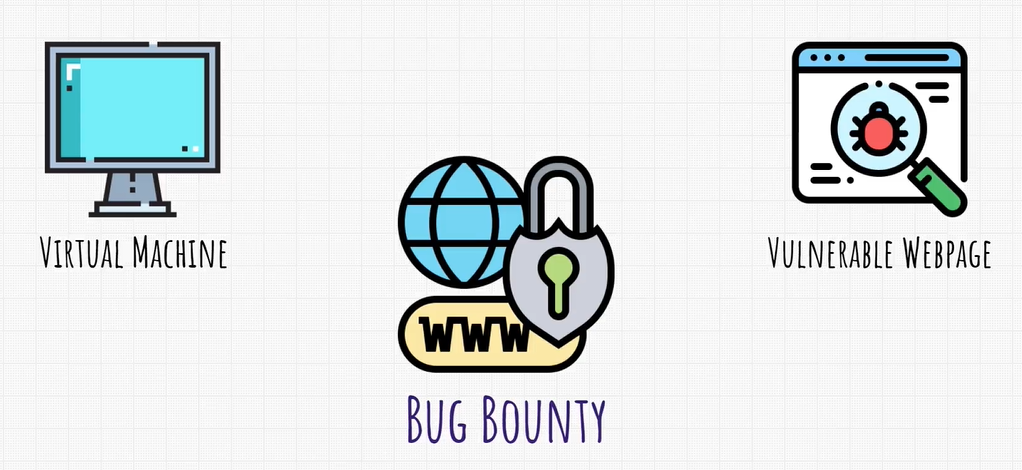 Virtual Machine
Vulnerable Webpage
WWW
Bug Bounty